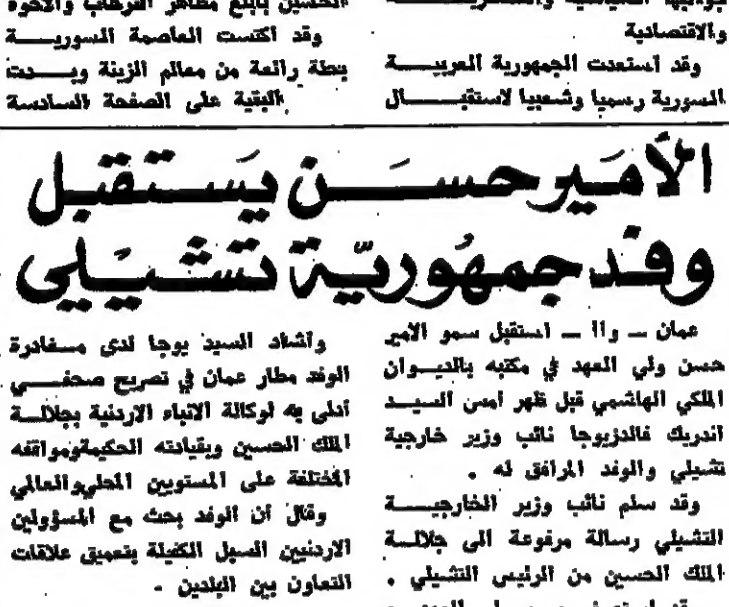 والاقتصادية
وقد استعدت الجمهورية العربية
السورية رسميا وشعبيا لاستقبال
الحسين بابلغ مظاهر الترحاب والاخوة
وقد اكتست العاصمة السورية
بحلة رائعة من معالم الزينة وبدت
البقية على الصفحة السادسة
الأمير حسن يستقبل
وفد جمهورية تشيلي
عمان – واا – استقبل سمو الامير
حسن ولي العهد في مكتبه بالديوان
الملكي الهاشمي قبل ظهر امس السيد
اندريك فالدزيوجا نائب وزير خارجية
تشيلي والوفد المرافق له .
وقد سلم نائب وزير الخارجية
التشيلي رسالة مرفوعة الى جلالة
الملك الحسين من الرئيس التشيلي .
واشاد السيد يوجا لدى مغادرة
الوفد مطار عمان في تصريح صحفي
أدلى به لوكالة الانباء الاردنية بجلالة
الملك الحسين وبقيادته الحكيمة ومواقفه
المختلفة على المستويين المحلي والعالمي
وقال ان الوفد بحث مع المسؤولين
الاردنيين السبل الكفيلة بتعميق علاقات
التعاون بين البلدين .